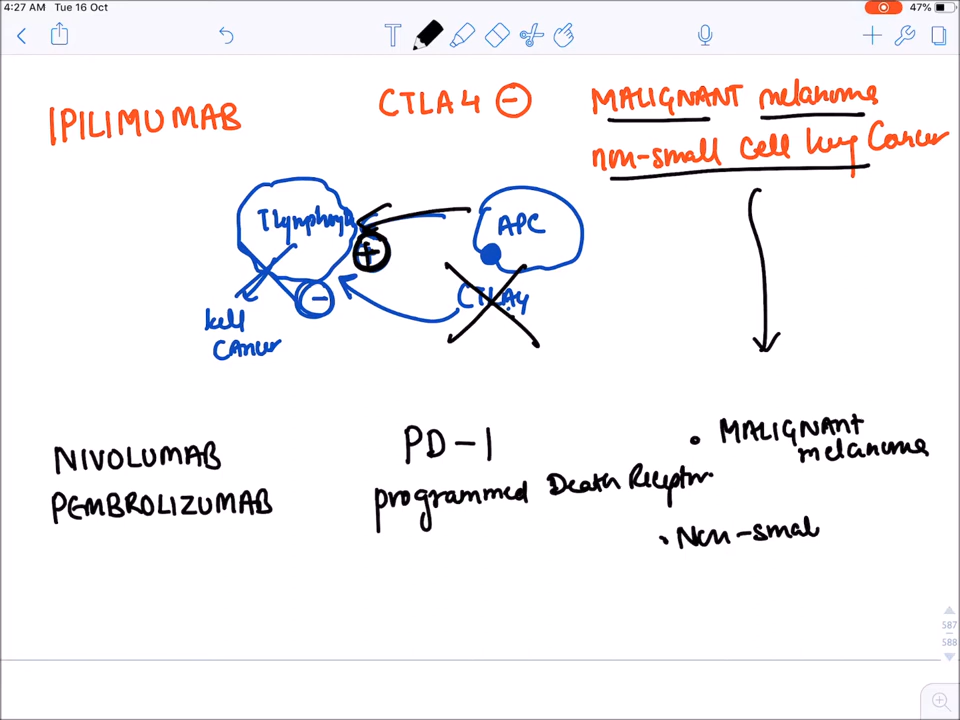 4:27 AM Tue 16 Oct
47%
T
IPILIMUMAB
CTLA4 −
MALIGNANT melanoma
non-small cell lung Cancer
T lymphocyte
+
APC
−
CTLA4
kill
Cancer
NIVOLUMAB
PEMBROLIZUMAB
PD-1
programmed Death Receptor
• MALIGNANT
melanoma
• Non-small
587
588